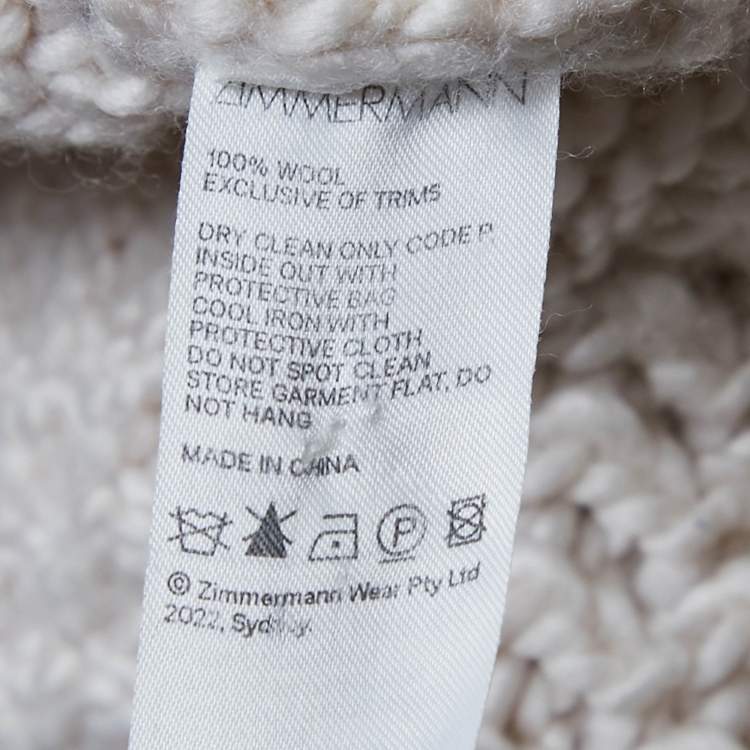 ZIMMERMANN
100% WOOL
EXCLUSIVE OF TRIMS
DRY CLEAN ONLY CODE P,
INSIDE OUT WITH
PROTECTIVE BAG
COOL IRON WITH
PROTECTIVE CLOTH
DO NOT SPOT CLEAN
STORE GARMENT FLAT, DO
NOT HANG
MADE IN CHINA
P
© Zimmermann Wear Pty Ltd
2022, Sydney.